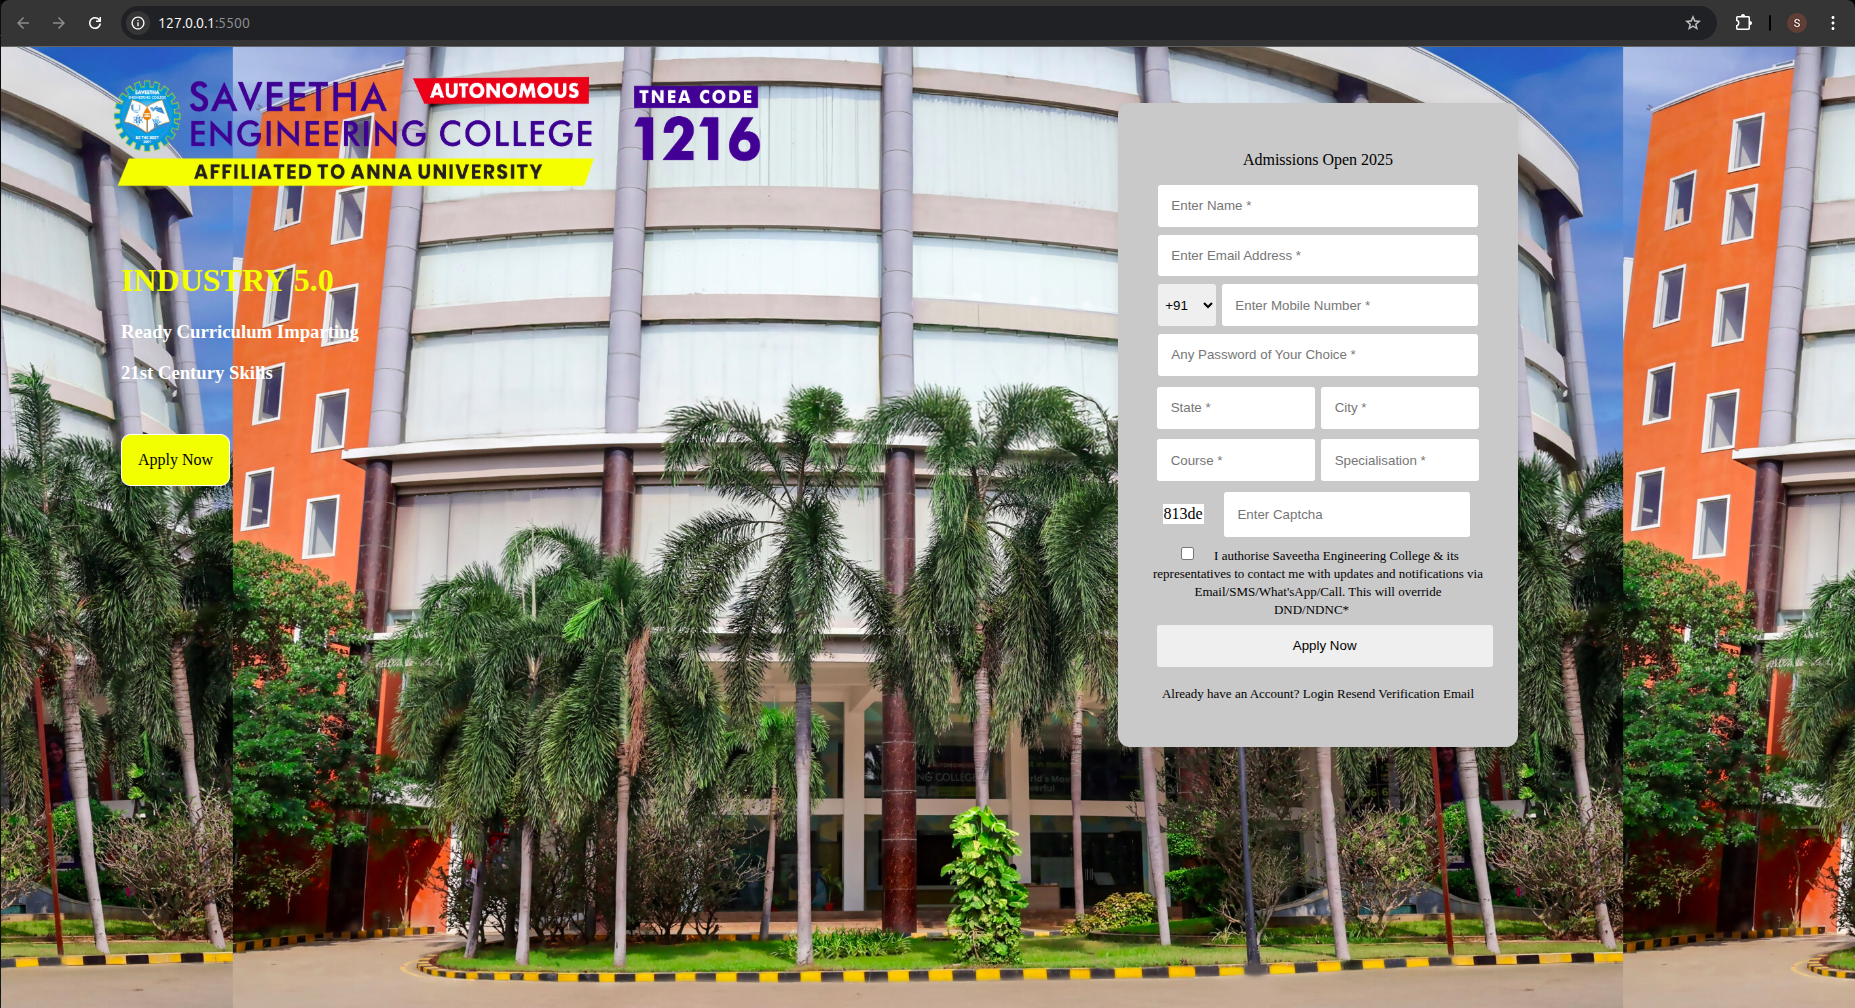 127.0.0.1:5500
S
SAVEETHA
ENGINEERING COLLEGE
AUTONOMOUS
AFFILIATED TO ANNA UNIVERSITY
TNEA CODE
1216
INDUSTRY 5.0
Ready Curriculum Imparting
21st Century Skills
Apply Now
Admissions Open 2025
Enter Name *
Enter Email Address *
+91
Enter Mobile Number *
Any Password of Your Choice *
State *
City *
Course *
Specialisation *
813de
Enter Captcha
I authorise Saveetha Engineering College & its
representatives to contact me with updates and notifications via
Email/SMS/What'sApp/Call. This will override
DND/NDNC*
Apply Now
Already have an Account? Login Resend Verification Email